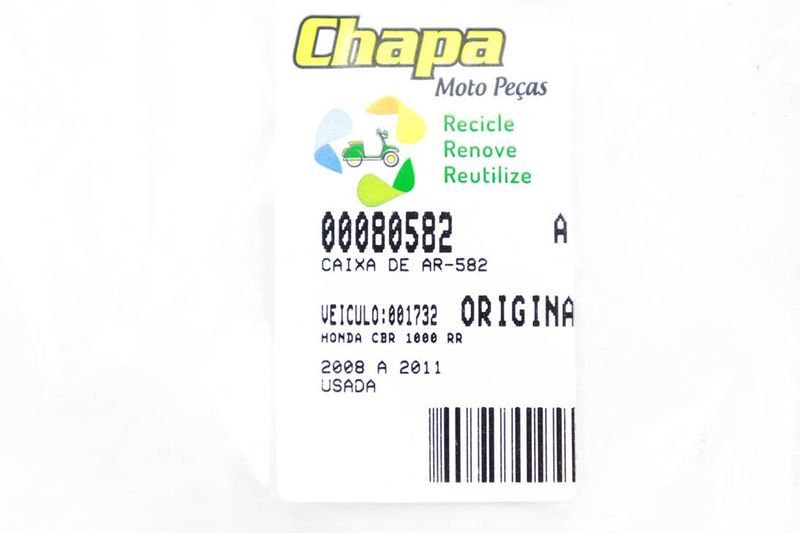 Chapa
Moto Peças
Recicle
Renove
Reutilize
00080582 A
CAIXA DE AR-582
VEICULO:001732 ORIGINA
HONDA CBR 1000 RR
2008 A 2011
USADA